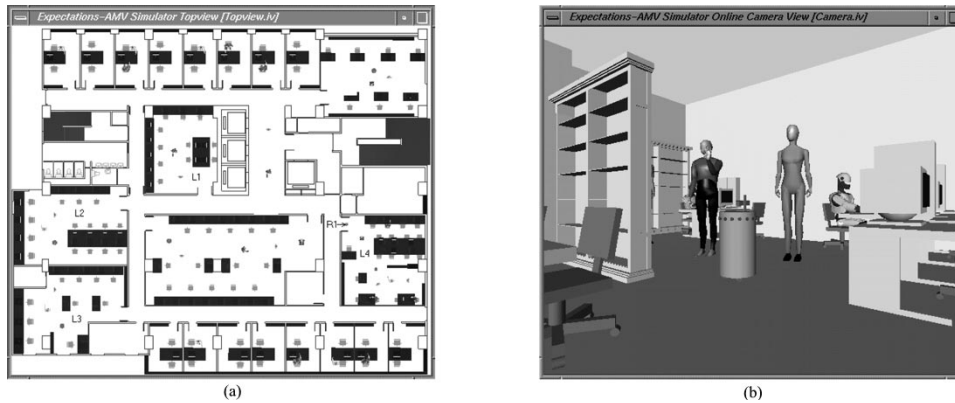 Expectations-AMV Simulator Topview [Topview.iv]
Expectations-AMV Simulator Online Camera View [Camera.iv]
L1
L2
R1
L4
L3
(a)
(b)